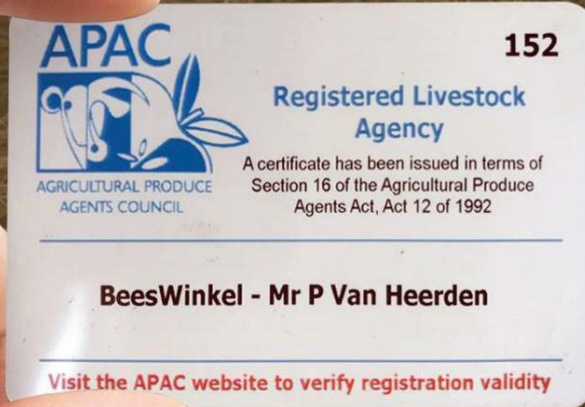 APAC
152
AGRICULTURAL PRODUCE
AGENTS COUNCIL
Registered Livestock
Agency
A certificate has been issued in terms of
Section 16 of the Agricultural Produce
Agents Act, Act 12 of 1992
BeesWinkel - Mr P Van Heerden
Visit the APAC website to verify registration validity